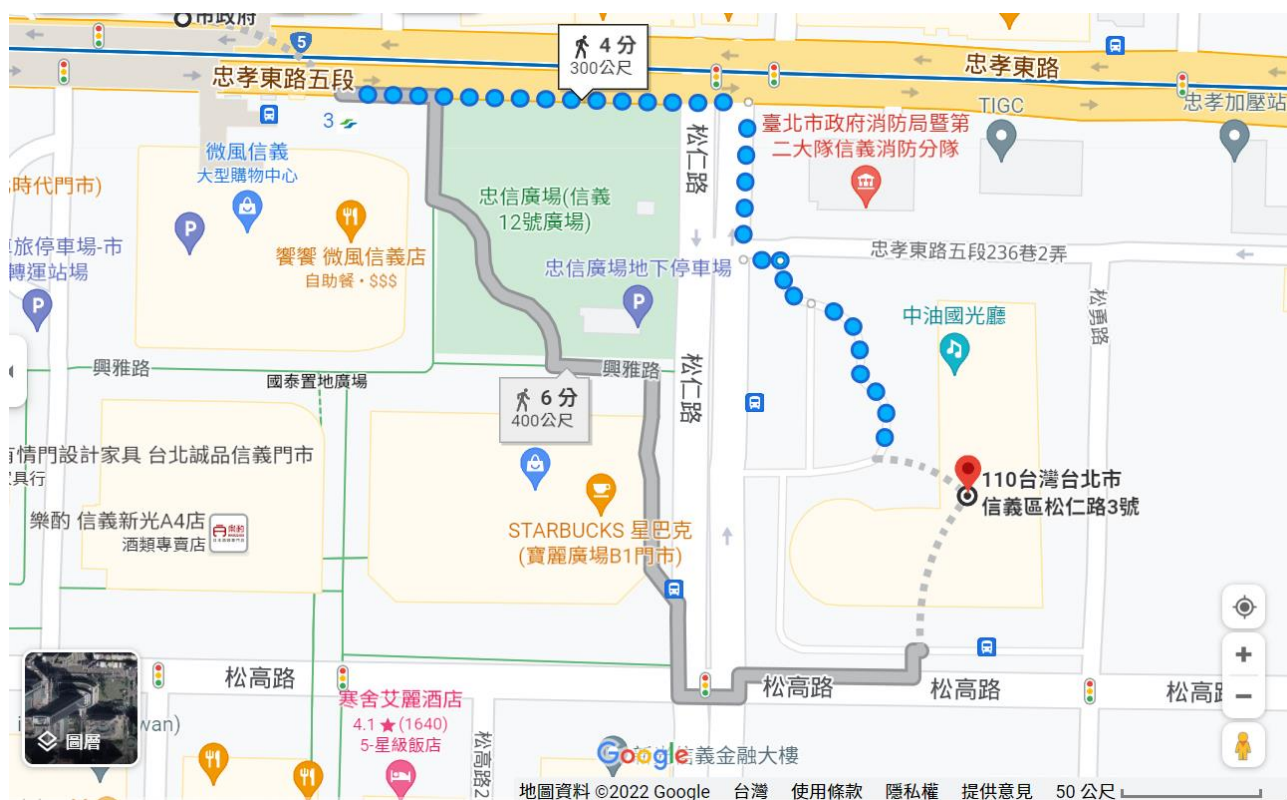 市政府
5
4 分
300公尺
忠孝東路五段
忠孝東路
3
TIGC
忠孝加壓站
臺北市政府消防局暨第
二大隊信義消防分隊
松仁路
微風信義
大型購物中心
時代門市)
P
忠信廣場(信義
12號廣場)
旅停車場-市
轉運站場
P
饗饗 微風信義店
自助餐・$$$
忠信廣場地下停車場
P
忠孝東路五段236巷2弄
中油國光廳
松勇路
興雅路
國泰置地廣場
興雅路
松仁路
6 分
400公尺
有情門設計家具 台北誠品信義門市
具行
110台灣台北市
信義區松仁路3號
樂酌 信義新光A4店
酒類專賣店
STARBUCKS 星巴克
(寶麗廣場B1門市)
松高路
松高路
松高路
松高路
寒舍艾麗酒店
4.1 ★ (1640)
5-星級飯店
松高路2
wan)
圖層
Google
信義金融大樓
地圖資料 ©2022 Google 台灣 使用條款 隱私權 提供意見 50 公尺